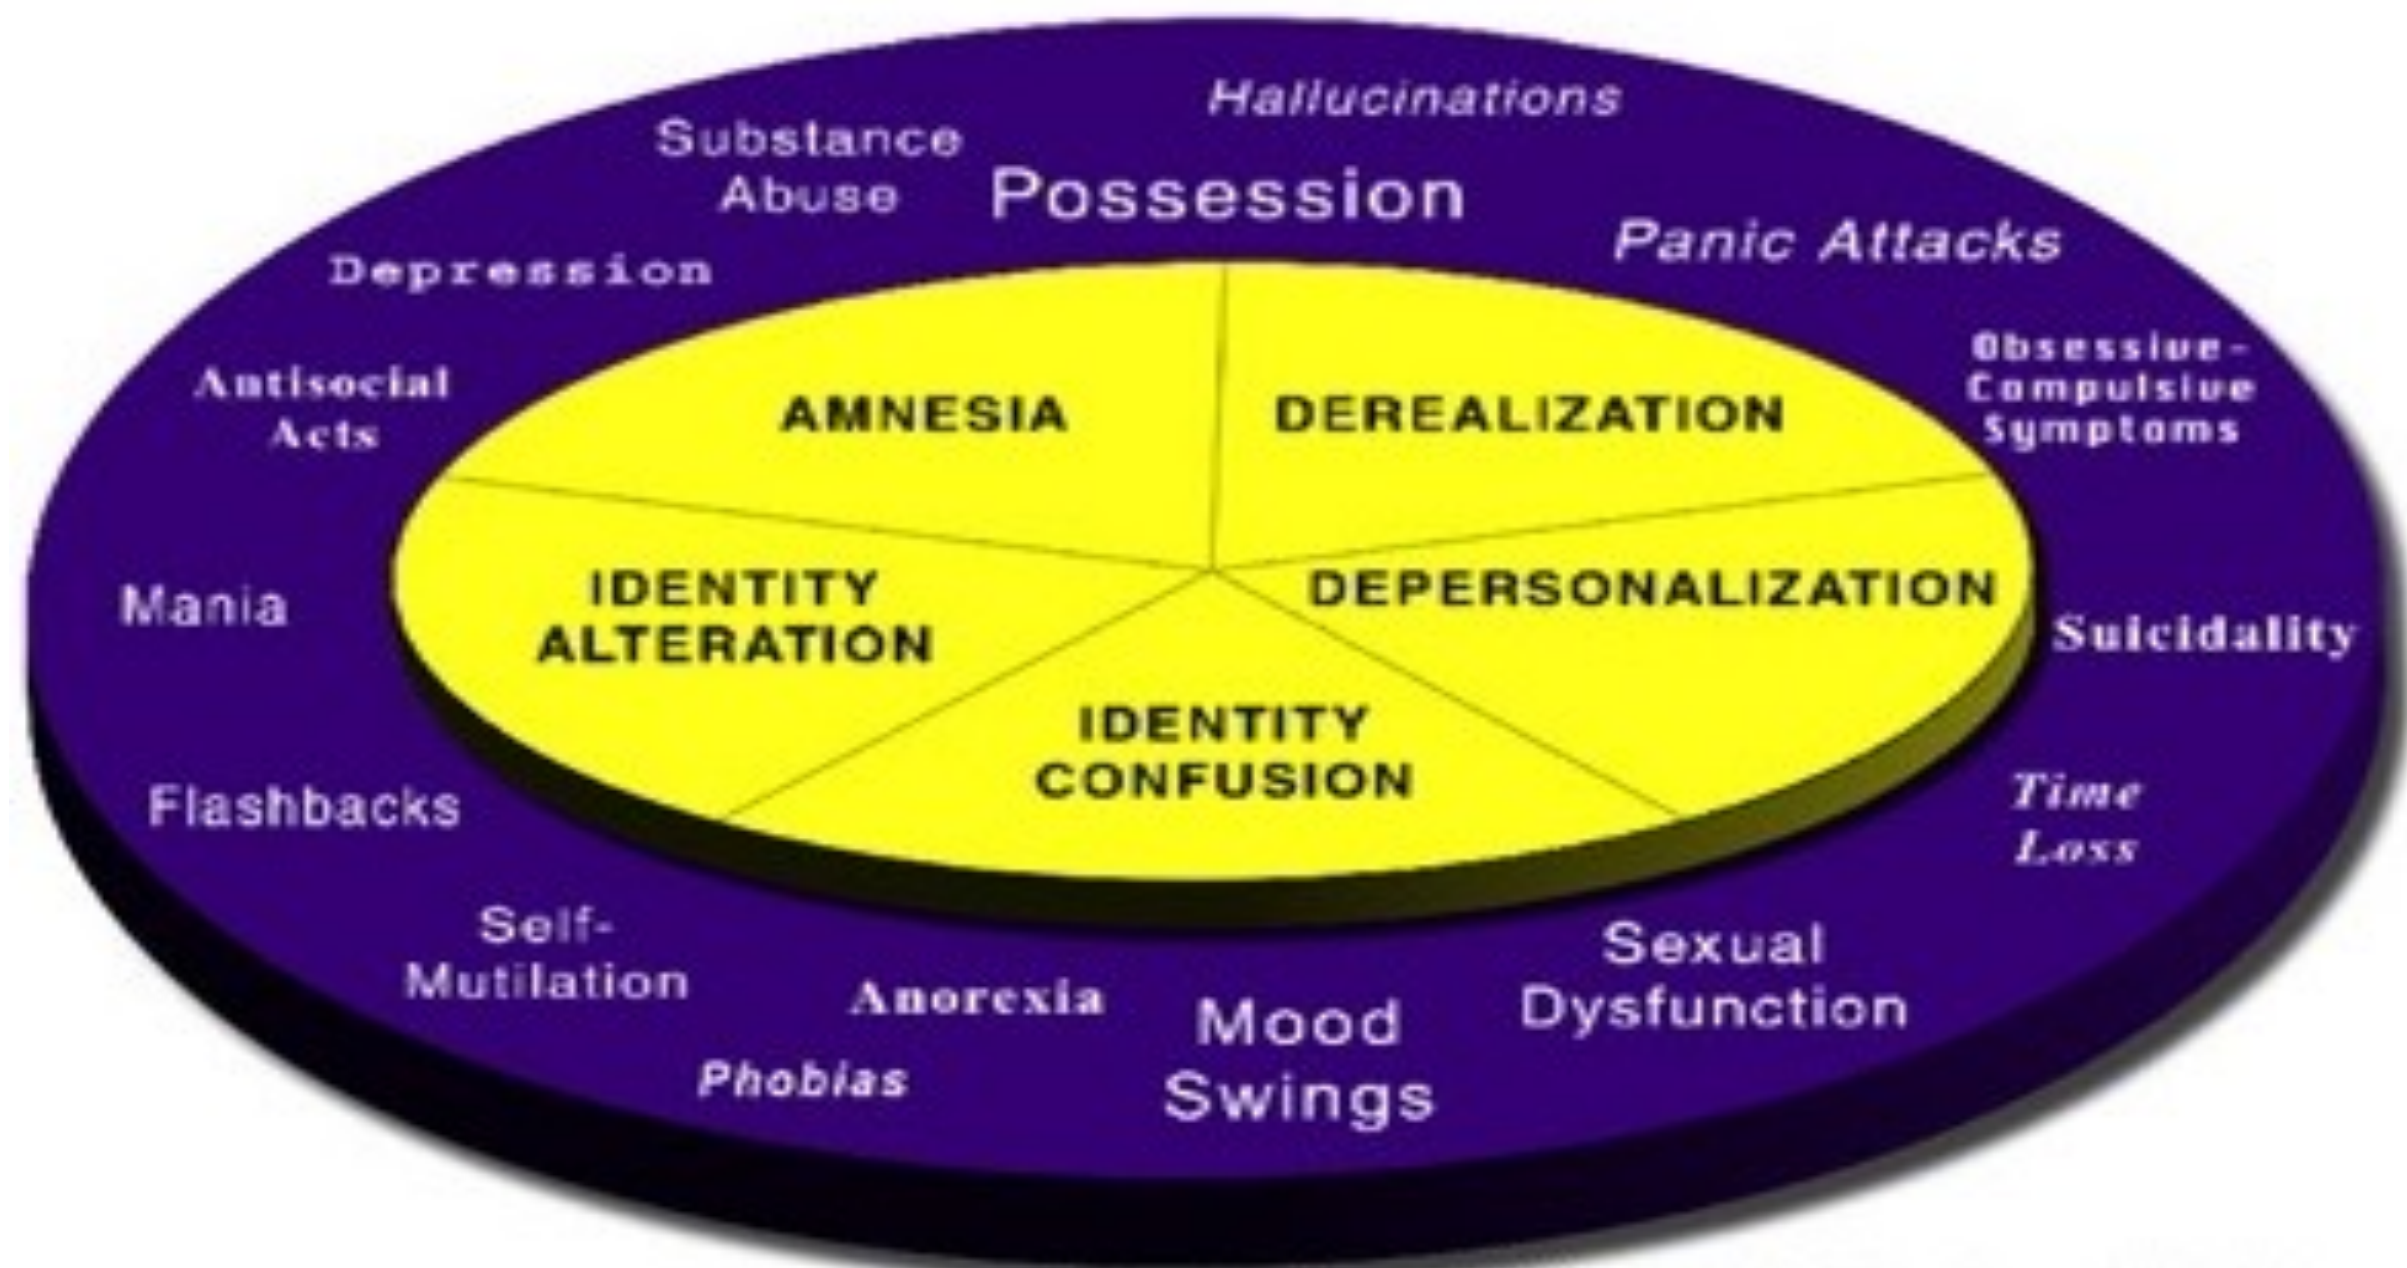 Hallucinations
Substance
Abuse
Possession
Panic Attacks
Depression
Obsessive-
Compulsive
Symptoms
Antisocial
Acts
AMNESIA
DEREALIZATION
IDENTITY
ALTERATION
DEPERSONALIZATION
Mania
Suicidality
IDENTITY
CONFUSION
Flashbacks
Time
Loss
Self-
Mutilation
Anorexia
Mood
Swings
Sexual
Dysfunction
Phobias